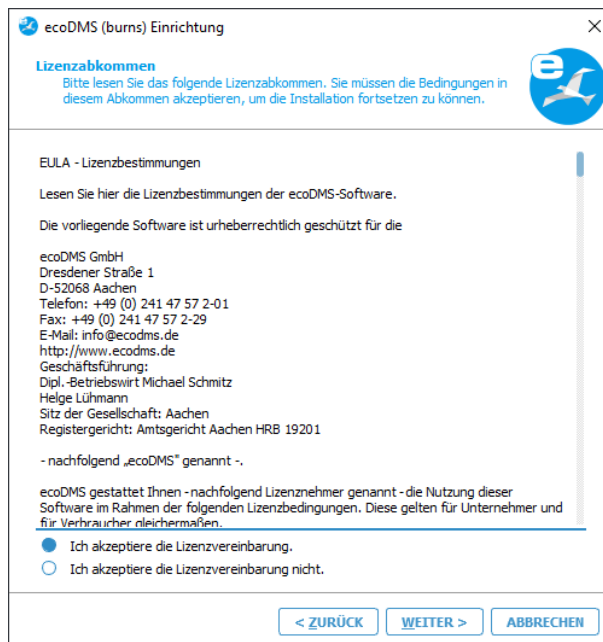 ecoDMS (burns) Einrichtung
Lizenzabkommen
Bitte lesen Sie das folgende Lizenzabkommen. Sie müssen die Bedingungen in
diesem Abkommen akzeptieren, um die Installation fortsetzen zu können.
e
EULA - Lizenzbestimmungen
Lesen Sie hier die Lizenzbestimmungen der ecoDMS-Software.
Die vorliegende Software ist urheberrechtlich geschützt für die
ecoDMS GmbH
Dresdener Straße 1
D-52068 Aachen
Telefon: +49 (0) 241 47 57 2-01
Fax: +49 (0) 241 47 57 2-29
E-Mail: info@ecodms.de
http://www.ecodms.de
Geschäftsführung:
Dipl.-Betriebswirt Michael Schmitz
Helge Lühmann
Sitz der Gesellschaft: Aachen
Registergericht: Amtsgericht Aachen HRB 19201
- nachfolgend „ecoDMS" genannt -.
ecoDMS gestattet Ihnen - nachfolgend Lizenznehmer genannt - die Nutzung dieser
Software im Rahmen der folgenden Lizenzbedingungen. Diese gelten für Unternehmer und
für Verbraucher gleichermaßen.
Ich akzeptiere die Lizenzvereinbarung.
Ich akzeptiere die Lizenzvereinbarung nicht.
< ZURÜCK WEITER > ABBRECHEN